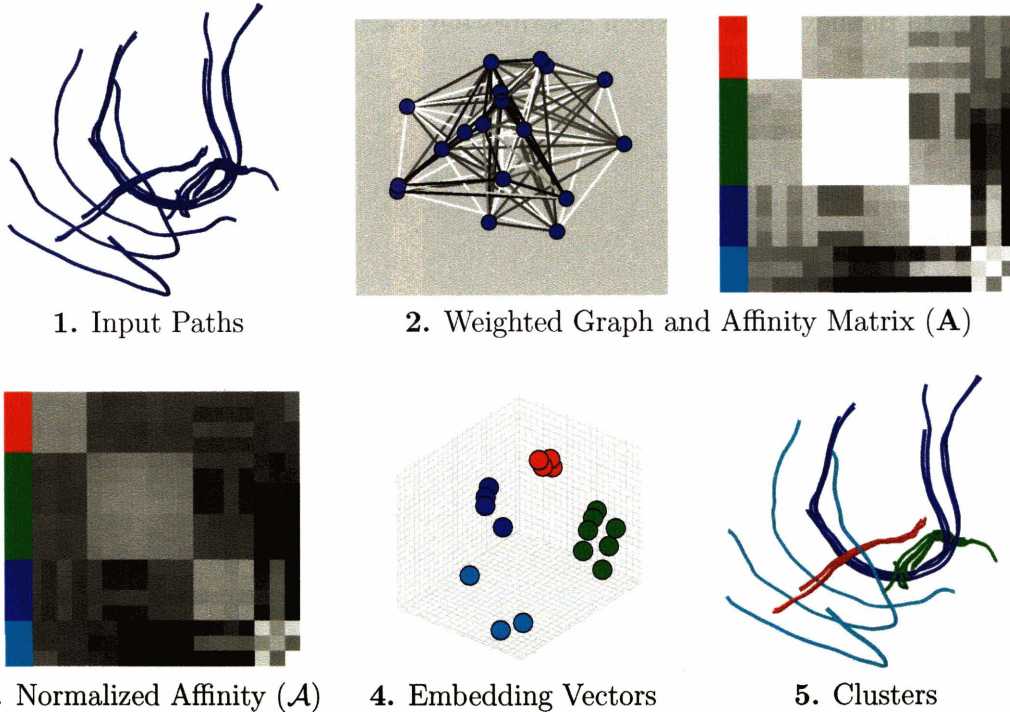 1. Input Paths
2. Weighted Graph and Affinity Matrix (A)
. Normalized Affinity (𝒜)
4. Embedding Vectors
5. Clusters